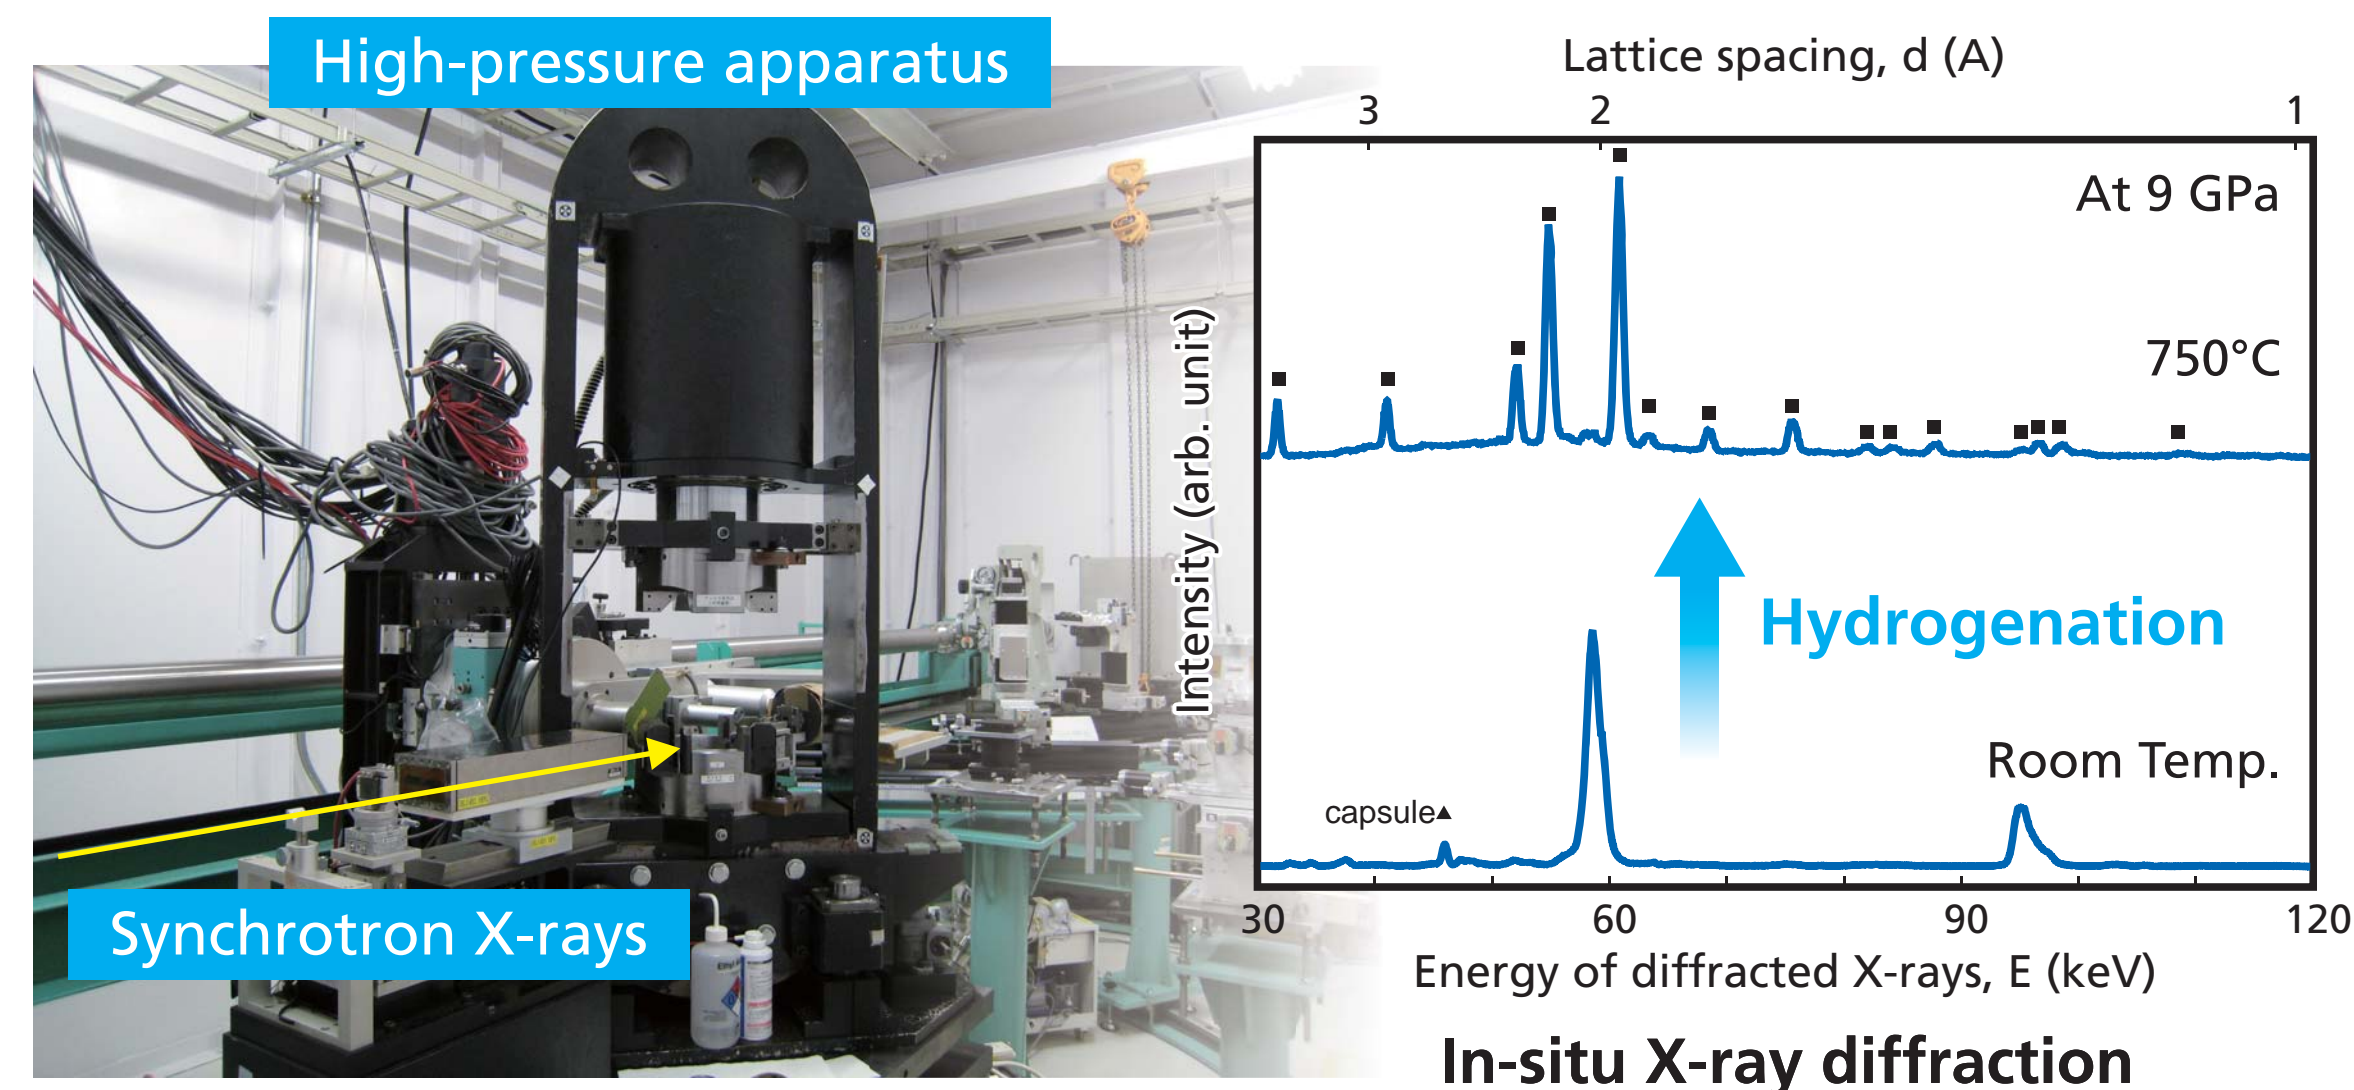 High-pressure apparatus
Synchrotron X-rays
Lattice spacing, d (A)
3 2 1
At 9 GPa
750°C
Intensity (arb. unit)
Hydrogenation
Room Temp.
capsule▲
30 60 90 120
Energy of diffracted X-rays, E (keV)
In-situ X-ray diffraction